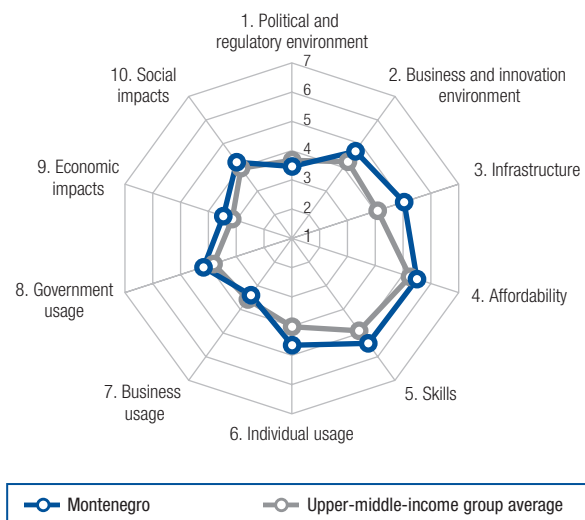 1. Political and
regulatory environment
2. Business and innovation
environment
3. Infrastructure
4. Affordability
5. Skills
6. Individual usage
7. Business
usage
8. Government
usage
9. Economic
impacts
10. Social
impacts
7
6
5
4
3
2
1
Montenegro
Upper-middle-income group average